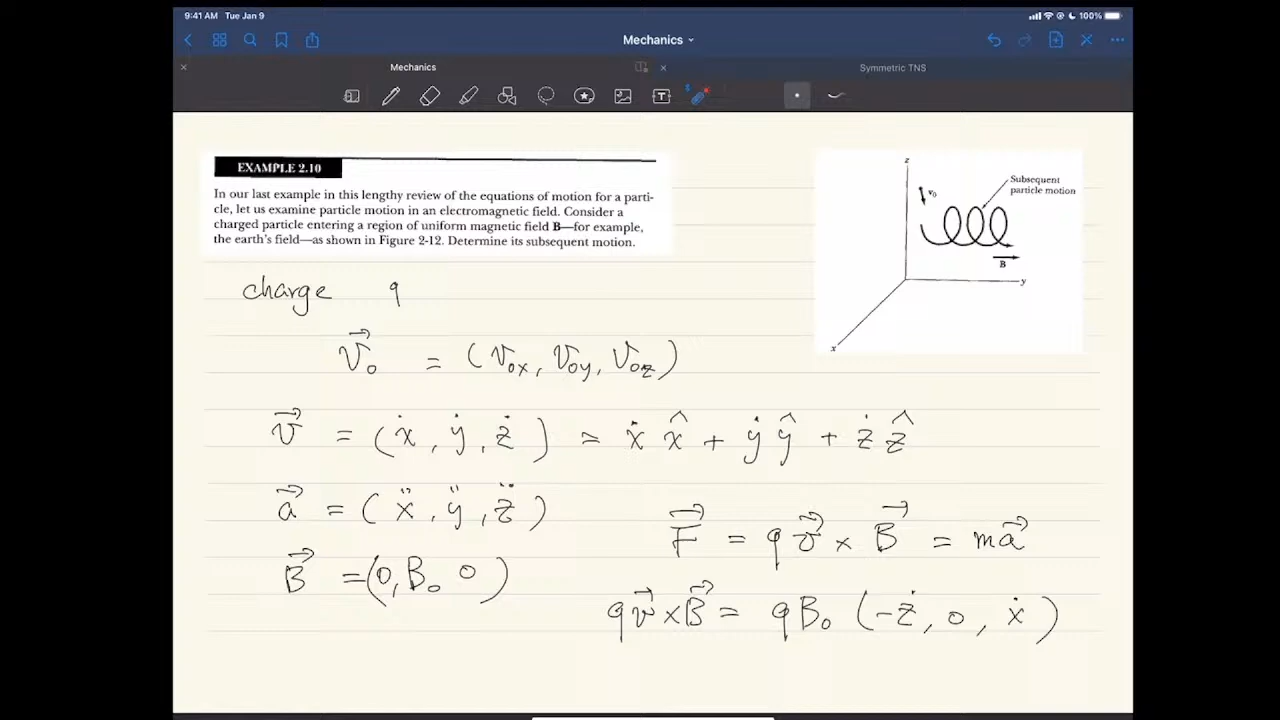 9:41 AM Tue Jan 9
100%
Mechanics
Mechanics
Symmetric TNS
EXAMPLE 2.10
In our last example in this lengthy review of the equations of motion for a parti-
cle, let us examine particle motion in an electromagnetic field. Consider a
charged particle entering a region of uniform magnetic field B—for example,
the earth's field—as shown in Figure 2-12. Determine its subsequent motion.
z
v₀
Subsequent
particle motion
B
y
x
charge q
v⃗₀ = (v₀ₓ, v₀y, v₀z)
v⃗ = (ẋ, ẏ, ż) = ẋ x̂ + ẏ ŷ + ż ẑ
a⃗ = (ẍ, ÿ, z̈)
F⃗ = q v⃗ × B⃗ = m a⃗
B⃗ = (0, B₀ 0)
q v⃗ × B⃗ = q B₀ (-ż, 0, ẋ)